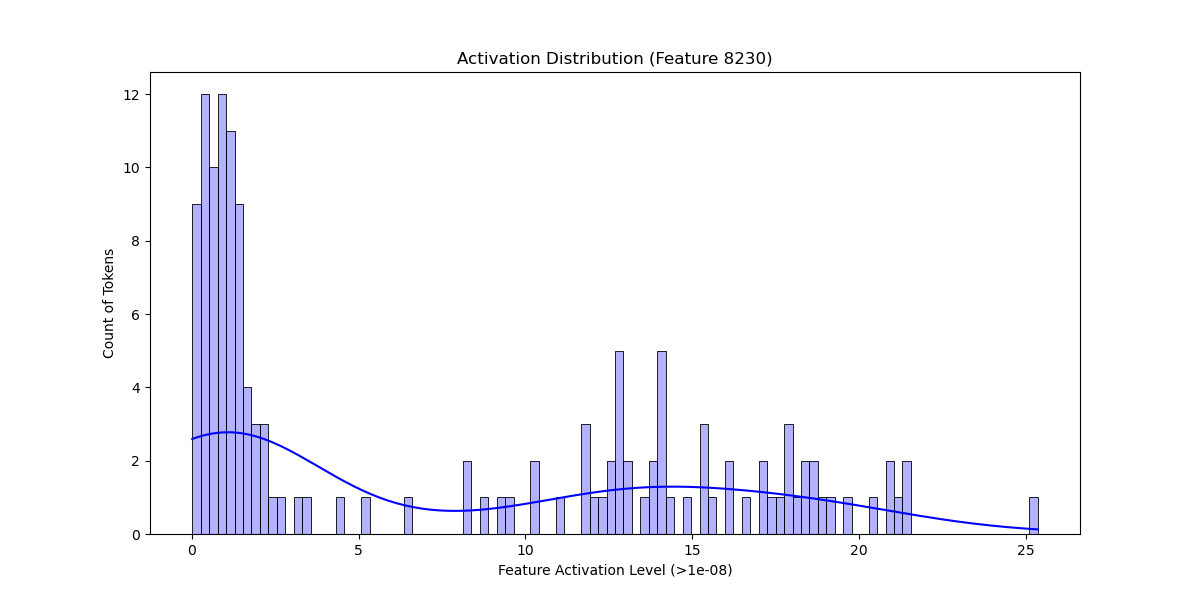 Activation Distribution (Feature 8230)
12
10
8
6
4
2
0
Count of Tokens
0 5 10 15 20 25
Feature Activation Level (>1e-08)